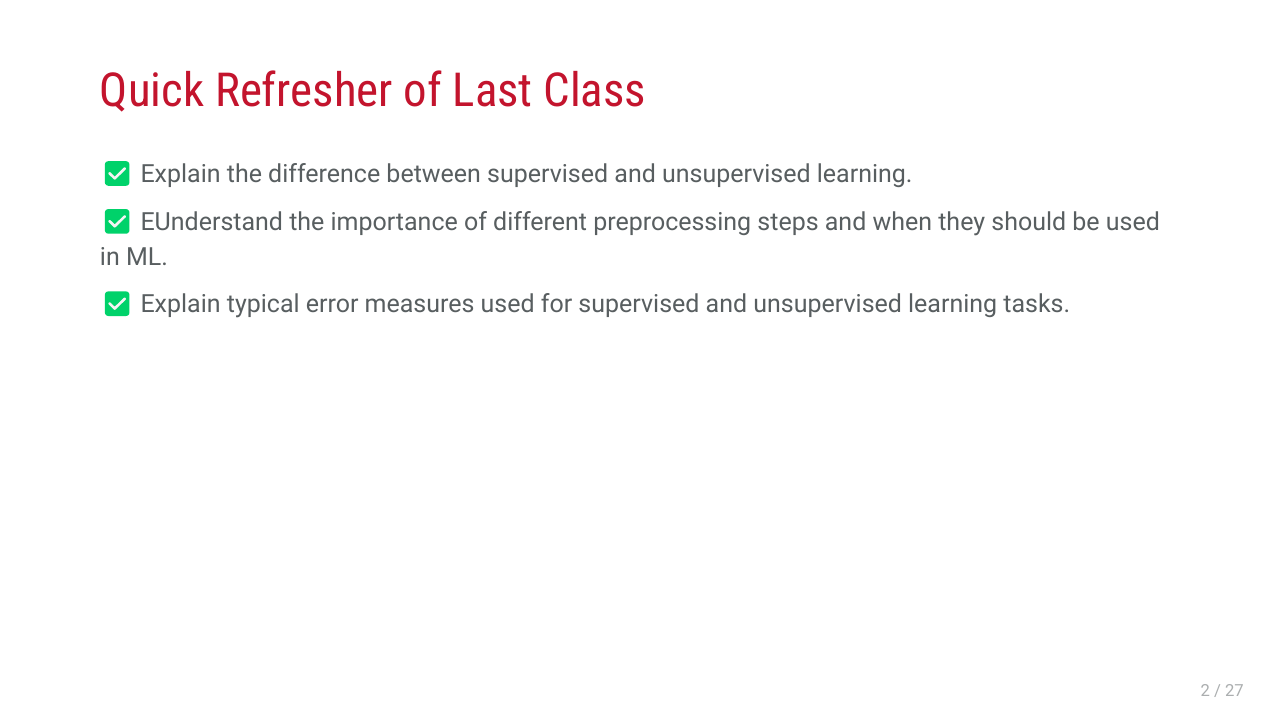 Quick Refresher of Last Class
✅ Explain the difference between supervised and unsupervised learning.
✅ EUnderstand the importance of different preprocessing steps and when they should be used
in ML.
✅ Explain typical error measures used for supervised and unsupervised learning tasks.
2 / 27